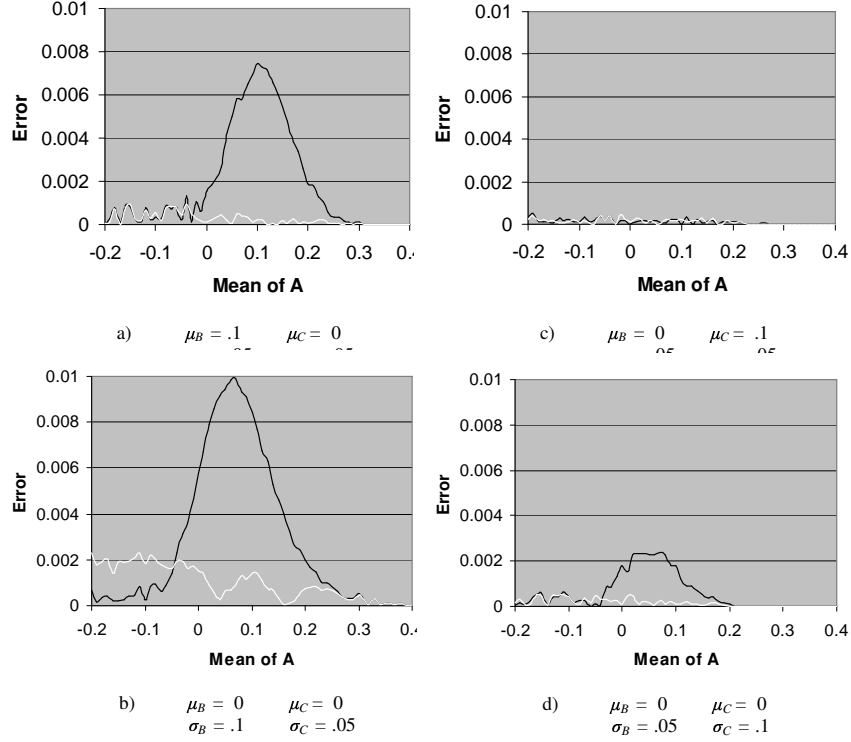 0.01
0.008
0.006
0.004
0.002
0
Error
-0.2 -0.1 0 0.1 0.2 0.3
Mean of A
a) μB = .1 μC = 0
0.01
0.008
0.006
0.004
0.002
0
Error
-0.2 -0.1 0 0.1 0.2 0.3 0.4
Mean of A
c) μB = 0 μC = .1
0.01
0.008
0.006
0.004
0.002
0
Error
-0.2 -0.1 0 0.1 0.2 0.3
Mean of A
b) μB = 0 μC = 0
σB = .1 σC = .05
0.01
0.008
0.006
0.004
0.002
0
Error
-0.2 -0.1 0 0.1 0.2 0.3 0.4
Mean of A
d) μB = 0 μC = 0
σB = .05 σC = .1